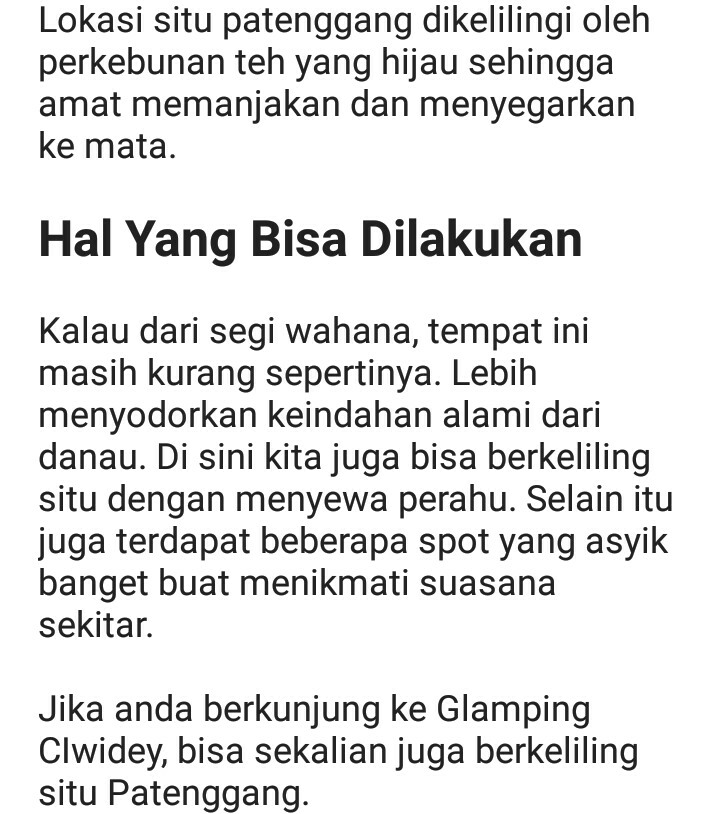 Lokasi situ patenggang dikelilingi oleh
perkebunan teh yang hijau sehingga
amat memanjakan dan menyegarkan
ke mata.
Hal Yang Bisa Dilakukan
Kalau dari segi wahana, tempat ini
masih kurang sepertinya. Lebih
menyodorkan keindahan alami dari
danau. Di sini kita juga bisa berkeliling
situ dengan menyewa perahu. Selain itu
juga terdapat beberapa spot yang asyik
banget buat menikmati suasana
sekitar.
Jika anda berkunjung ke Glamping
CIwidey, bisa sekalian juga berkeliling
situ Patenggang.